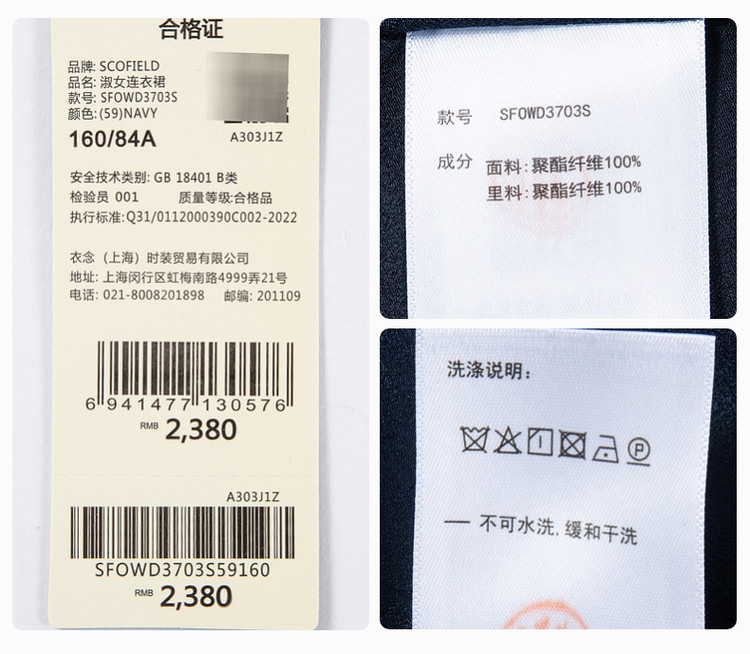 合格证
品牌: SCOFIELD
品名: 淑女连衣裙
款号: SFOWD3703S
颜色: (59)NAVY
160/84A
A303J1Z
安全技术类别: GB 18401 B类
检验员 001 质量等级:合格品
执行标准:Q31/0112000390C002-2022
衣念（上海）时装贸易有限公司
地址: 上海闵行区虹梅南路4999弄21号
电话: 021-8008201898 邮编: 201109
6 941477 130576
RMB 2,380
A303J1Z
SFOWD3703S59160
RMB 2,380
款号 SFOWD3703S
成分 面料:聚酯纤维100%
里料:聚酯纤维100%
洗涤说明:
P
— 不可水洗,缓和干洗